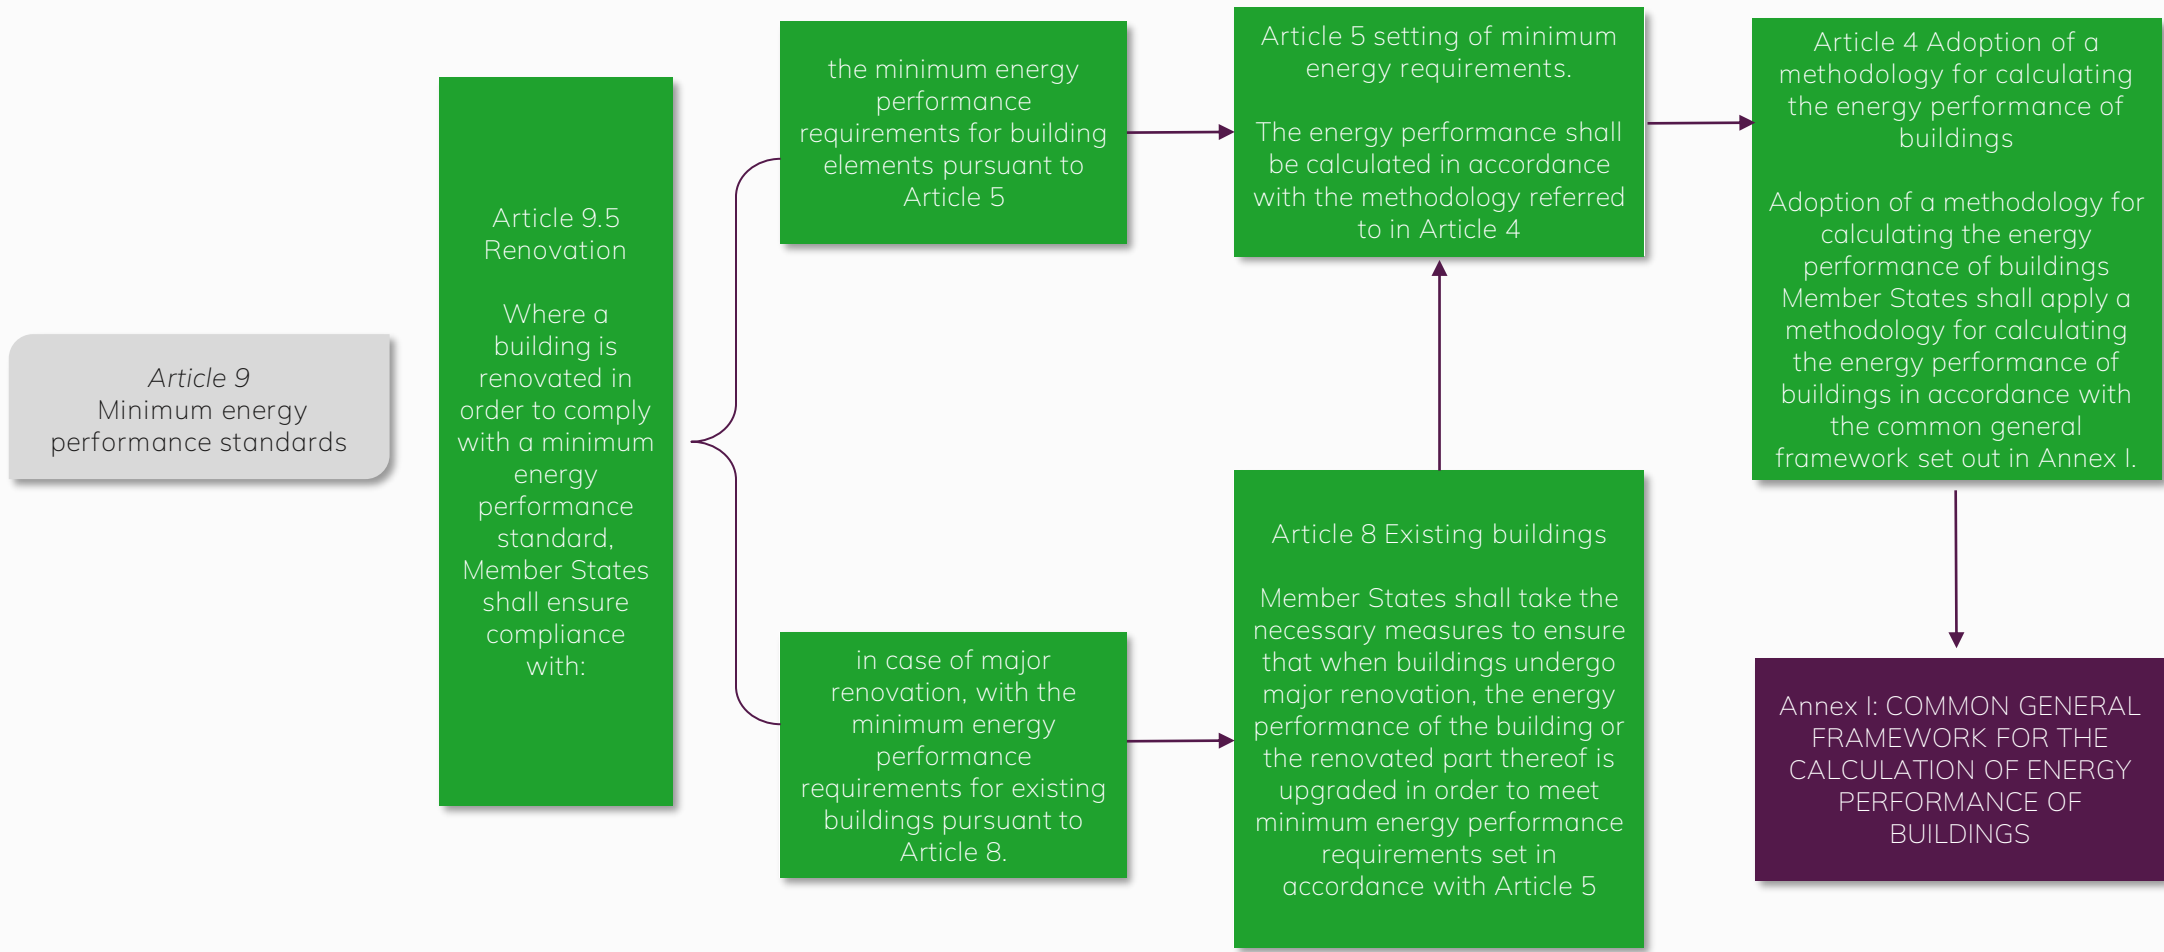 Article 9
Minimum energy
performance standards
Article 9.5
Renovation
Where a
building is
renovated in
order to comply
with a minimum
energy
performance
standard,
Member States
shall ensure
compliance
with:
the minimum energy
performance
requirements for building
elements pursuant to
Article 5
in case of major
renovation, with the
minimum energy
performance
requirements for existing
buildings pursuant to
Article 8.
Article 5 setting of minimum
energy requirements.
The energy performance shall
be calculated in accordance
with the methodology referred
to in Article 4
Article 8 Existing buildings
Member States shall take the
necessary measures to ensure
that when buildings undergo
major renovation, the energy
performance of the building or
the renovated part thereof is
upgraded in order to meet
minimum energy performance
requirements set in
accordance with Article 5
Article 4 Adoption of a
methodology for calculating
the energy performance of
buildings
Adoption of a methodology for
calculating the energy
performance of buildings
Member States shall apply a
methodology for calculating
the energy performance of
buildings in accordance with
the common general
framework set out in Annex I.
Annex I: COMMON GENERAL
FRAMEWORK FOR THE
CALCULATION OF ENERGY
PERFORMANCE OF
BUILDINGS